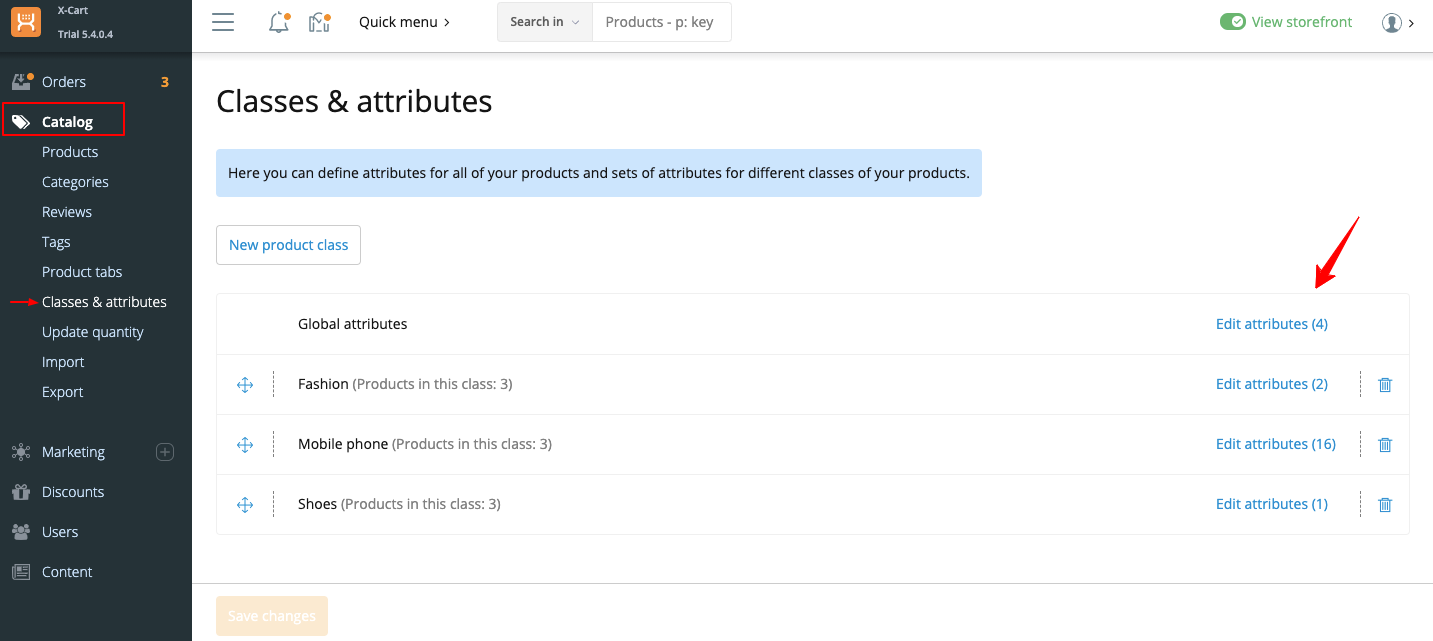 X-Cart
Trial 5.4.0.4
Quick menu
Search in
Products - p: key
View storefront
Orders 3
Catalog
Products
Categories
Reviews
Tags
Product tabs
Classes & attributes
Update quantity
Import
Export
Marketing
Discounts
Users
Content
Classes & attributes
Here you can define attributes for all of your products and sets of attributes for different classes of your products.
New product class
Global attributes Edit attributes (4)
Fashion (Products in this class: 3) Edit attributes (2)
Mobile phone (Products in this class: 3) Edit attributes (16)
Shoes (Products in this class: 3) Edit attributes (1)
Save changes